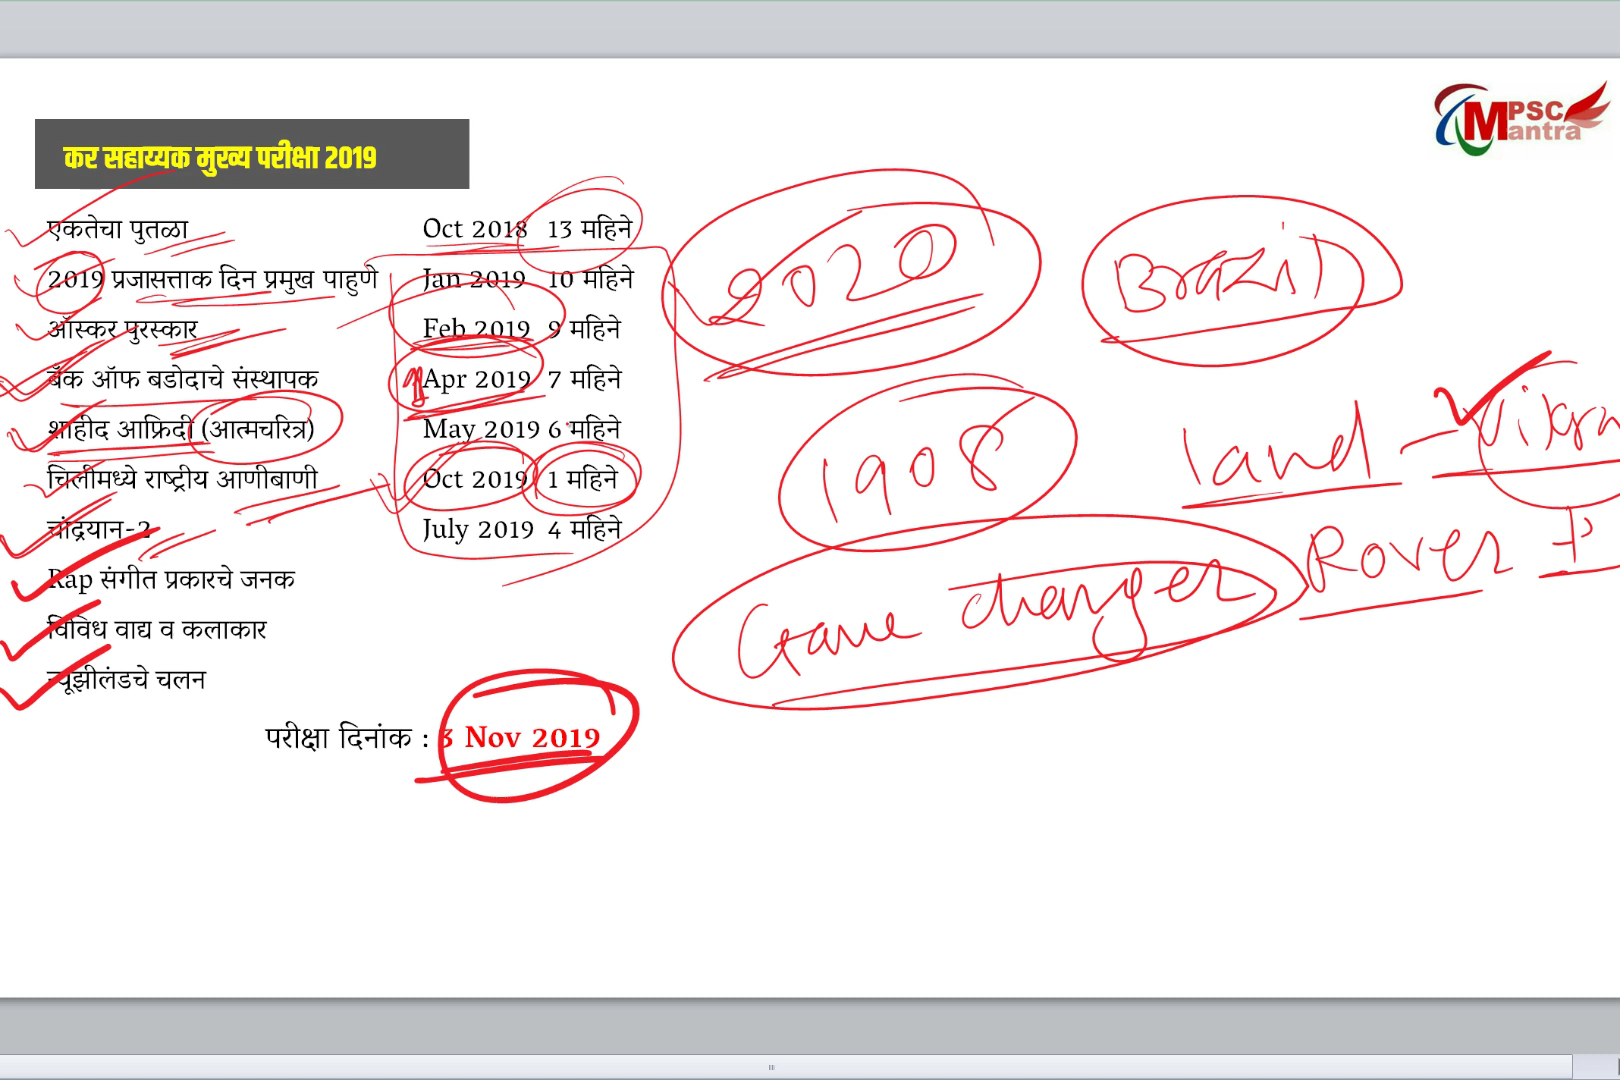 MPSC Mantra
कर सहाय्यक मुख्य परीक्षा 2019
एकतेचा पुतळा Oct 2018 13 महिने
2019 प्रजासत्ताक दिन प्रमुख पाहुणे Jan 2019 10 महिने
ऑस्कर पुरस्कार Feb 2019 9 महिने
बँक ऑफ बडोदाचे संस्थापक Apr 2019 7 महिने
शाहीद आफ्रिदी (आत्मचरित्र) May 2019 6 महिने
चिलीमध्ये राष्ट्रीय आणीबाणी Oct 2019 1 महिने
चांद्रयान-2 July 2019 4 महिने
Rap संगीत प्रकारचे जनक
विविध वाद्य व कलाकार
न्यूझीलंडचे चलन
परीक्षा दिनांक : 3 Nov 2019
2020
Brazil
1908
land - Vikra
Game changer
Rover P